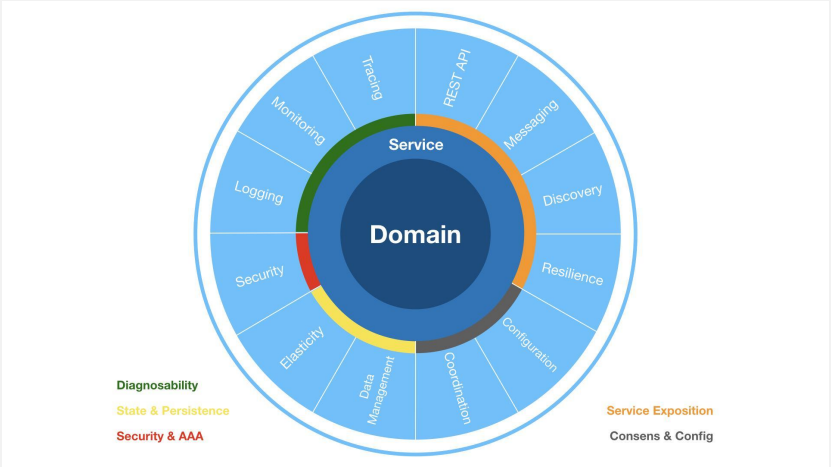 Tracing
REST API
Monitoring
Messaging
Service
Logging
Discovery
Domain
Security
Resilience
Elasticity
Configuration
Data
Management
Coordination
Diagnosability
State & Persistence
Security & AAA
Service Exposition
Consens & Config